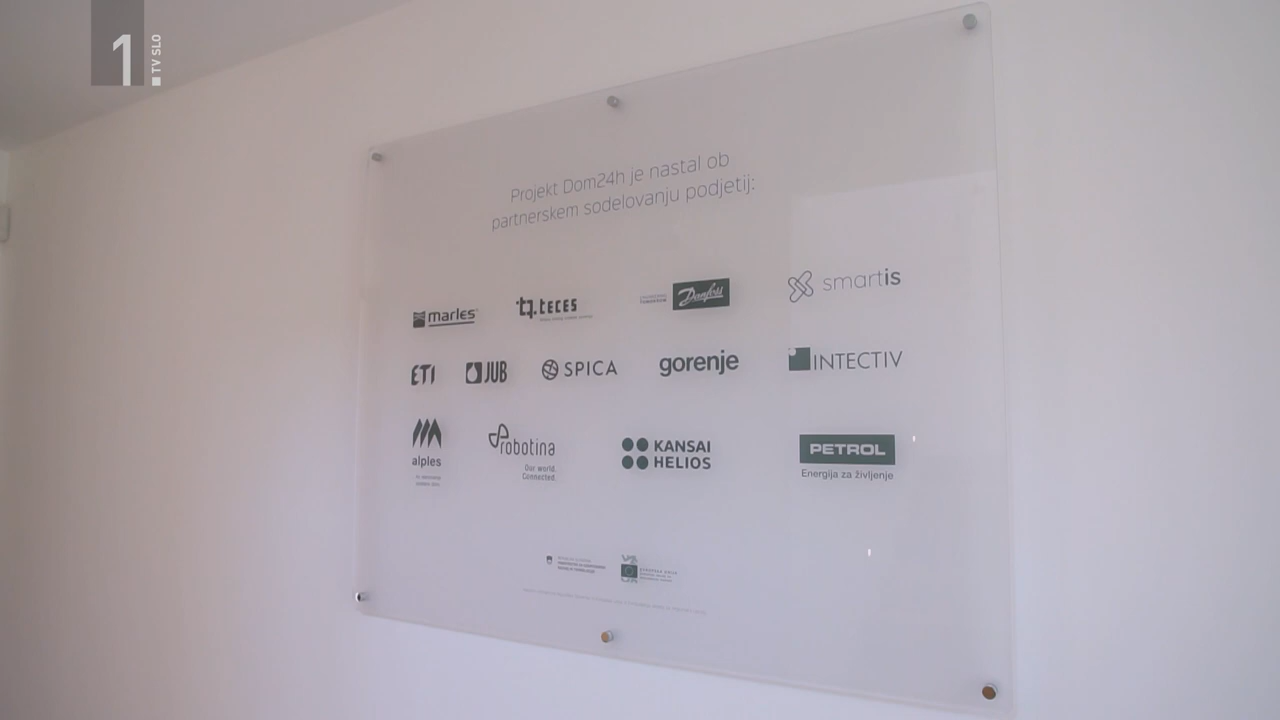 1
TV SLO
Projekt Dom24h je nastal ob
partnerskem sodelovanju podjetij:
marles
teces
Danfoss
smartis
ETI
JUB
SPICA
gorenje
INTECTIV
alples
robotina
Our world.
Connected.
KANSAI
HELIOS
PETROL
Energija za življenje